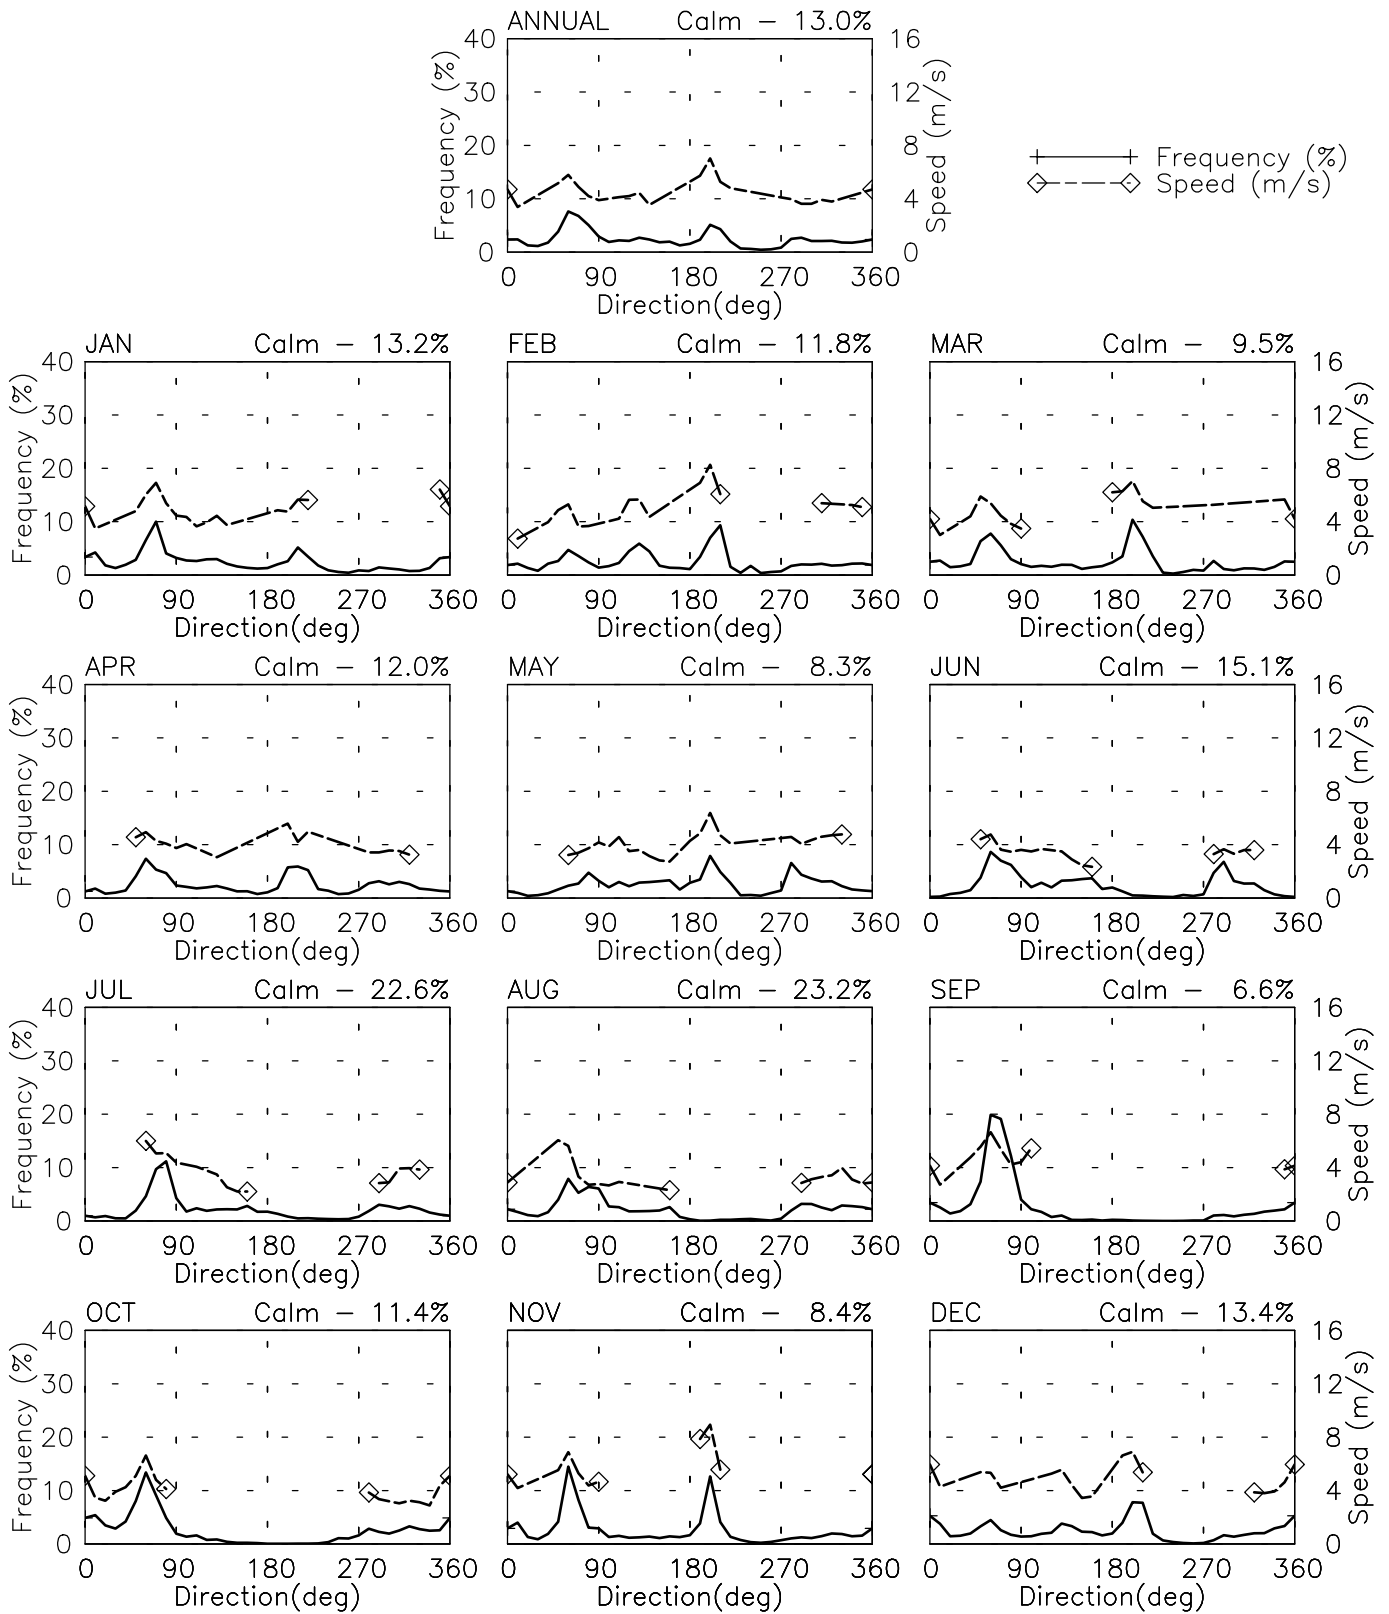 ANNUAL Calm − 13.0%
40 30 20 10 0
Frequency (%)
16 12 8 4 0
Speed (m/s)
0 90 180 270 360
Direction(deg)
Frequency (%)
Speed (m/s)
JAN Calm − 13.2%
40 30 20 10 0
Frequency (%)
0 90 180 270 360
Direction(deg)
FEB Calm − 11.8%
0 90 180 270 360
Direction(deg)
MAR Calm − 9.5%
16 12 8 4 0
Speed (m/s)
0 90 180 270 360
Direction(deg)
APR Calm − 12.0%
40 30 20 10 0
Frequency (%)
0 90 180 270 360
Direction(deg)
MAY Calm − 8.3%
0 90 180 270 360
Direction(deg)
JUN Calm − 15.1%
16 12 8 4 0
Speed (m/s)
0 90 180 270 360
Direction(deg)
JUL Calm − 22.6%
40 30 20 10 0
Frequency (%)
0 90 180 270 360
Direction(deg)
AUG Calm − 23.2%
0 90 180 270 360
Direction(deg)
SEP Calm − 6.6%
16 12 8 4 0
Speed (m/s)
0 90 180 270 360
Direction(deg)
OCT Calm − 11.4%
40 30 20 10 0
Frequency (%)
0 90 180 270 360
Direction(deg)
NOV Calm − 8.4%
0 90 180 270 360
Direction(deg)
DEC Calm − 13.4%
16 12 8 4 0
Speed (m/s)
0 90 180 270 360
Direction(deg)